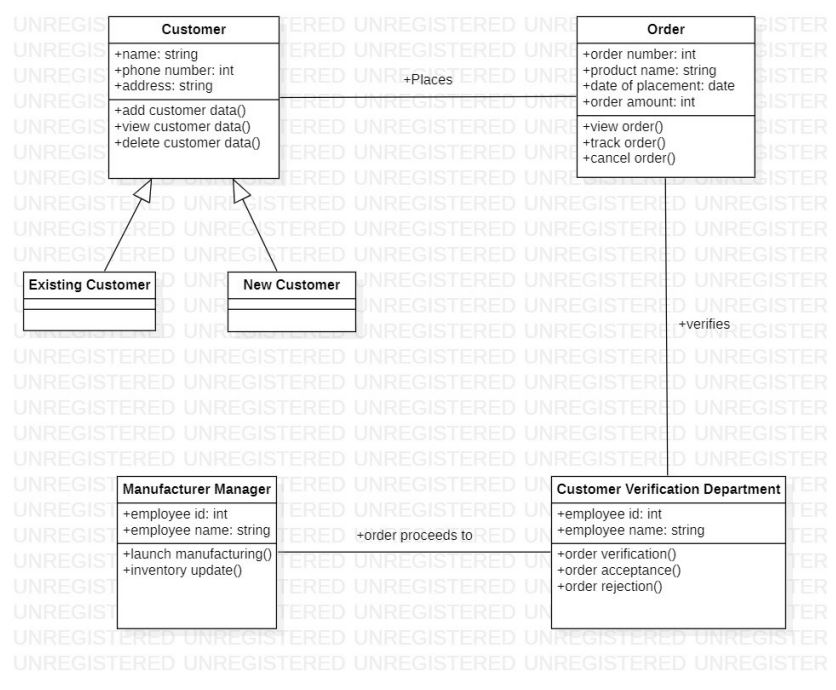 Customer
+name: string
+phone number: int
+address: string
+add customer data()
+view customer data()
+delete customer data()
+Places
Order
+order number: int
+product name: string
+date of placement: date
+order amount: int
+view order()
+track order()
+cancel order()
Existing Customer
New Customer
+verifies
Manufacturer Manager
+employee id: int
+employee name: string
+launch manufacturing()
+inventory update()
+order proceeds to
Customer Verification Department
+employee id: int
+employee name: string
+order verification()
+order acceptance()
+order rejection()
UNREGISTERED